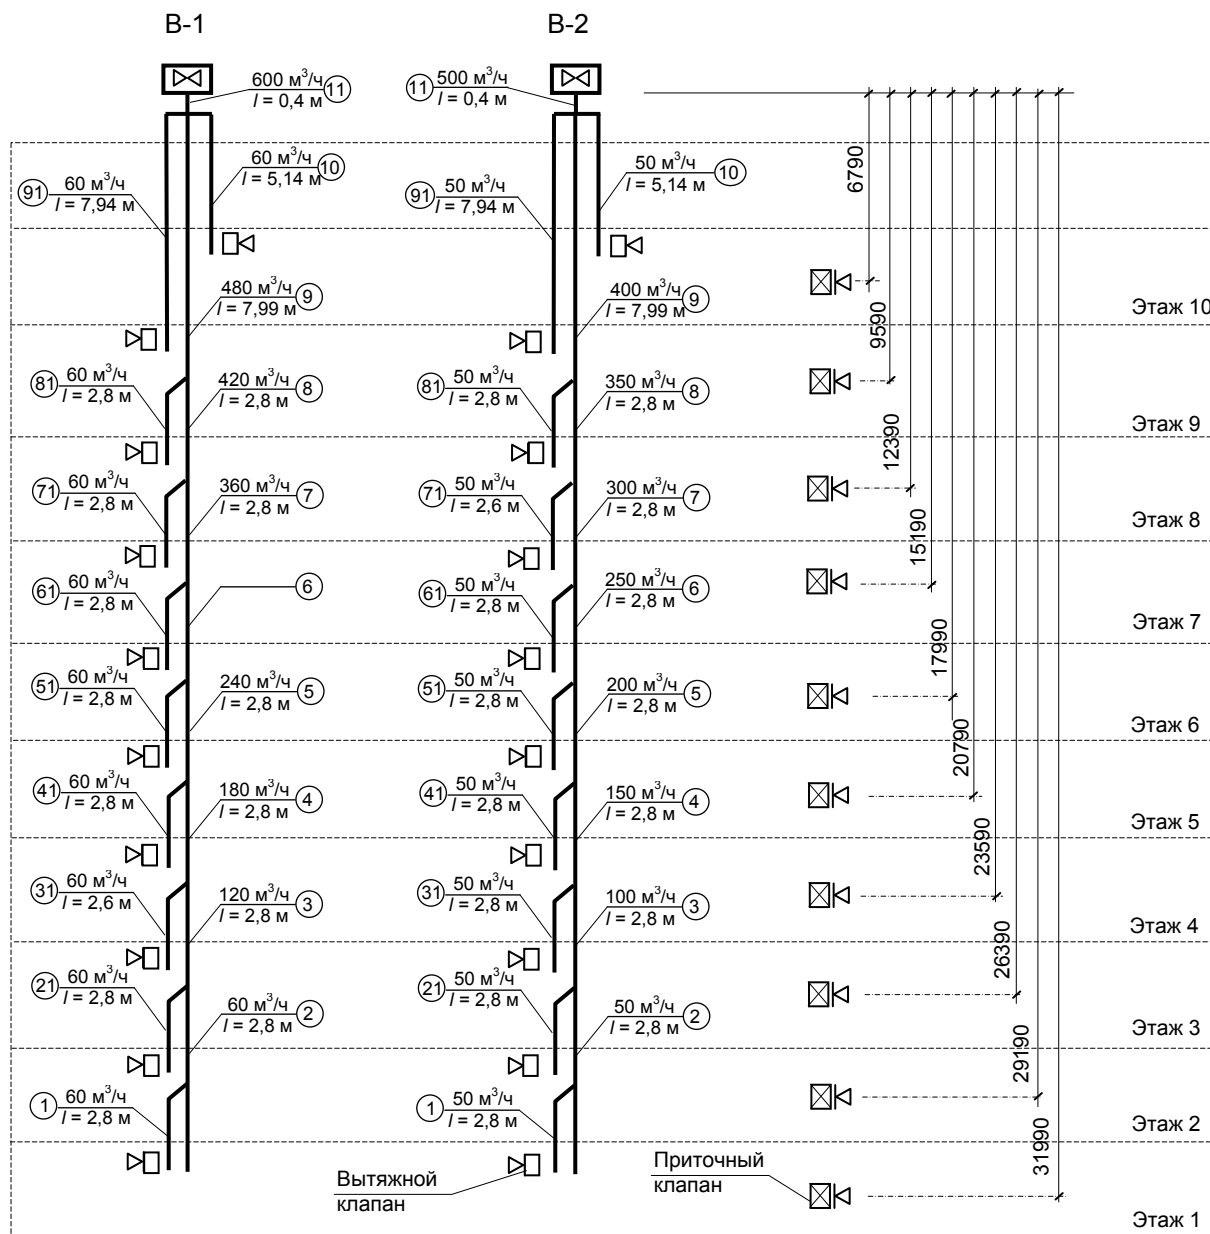 В-1
В-2
600 м³/ч
l = 0,4 м
11
11
500 м³/ч
l = 0,4 м
60 м³/ч
l = 5,14 м
10
50 м³/ч
l = 5,14 м
10
91
60 м³/ч
l = 7,94 м
91
50 м³/ч
l = 7,94 м
6790
480 м³/ч
l = 7,99 м
9
400 м³/ч
l = 7,99 м
9
Этаж 10
9590
81
60 м³/ч
l = 2,8 м
420 м³/ч
l = 2,8 м
8
81
50 м³/ч
l = 2,8 м
350 м³/ч
l = 2,8 м
8
Этаж 9
12390
71
60 м³/ч
l = 2,8 м
360 м³/ч
l = 2,8 м
7
71
50 м³/ч
l = 2,6 м
300 м³/ч
l = 2,8 м
7
Этаж 8
15190
61
60 м³/ч
l = 2,8 м
6
61
50 м³/ч
l = 2,8 м
250 м³/ч
l = 2,8 м
6
Этаж 7
17990
51
60 м³/ч
l = 2,8 м
240 м³/ч
l = 2,8 м
5
51
50 м³/ч
l = 2,8 м
200 м³/ч
l = 2,8 м
5
Этаж 6
20790
41
60 м³/ч
l = 2,8 м
180 м³/ч
l = 2,8 м
4
41
50 м³/ч
l = 2,8 м
150 м³/ч
l = 2,8 м
4
Этаж 5
23590
31
60 м³/ч
l = 2,6 м
120 м³/ч
l = 2,8 м
3
31
50 м³/ч
l = 2,8 м
100 м³/ч
l = 2,8 м
3
Этаж 4
26390
21
60 м³/ч
l = 2,8 м
60 м³/ч
l = 2,8 м
2
21
50 м³/ч
l = 2,8 м
50 м³/ч
l = 2,8 м
2
Этаж 3
29190
1
60 м³/ч
l = 2,8 м
1
50 м³/ч
l = 2,8 м
Этаж 2
31990
Вытяжной
клапан
Приточный
клапан
Этаж 1